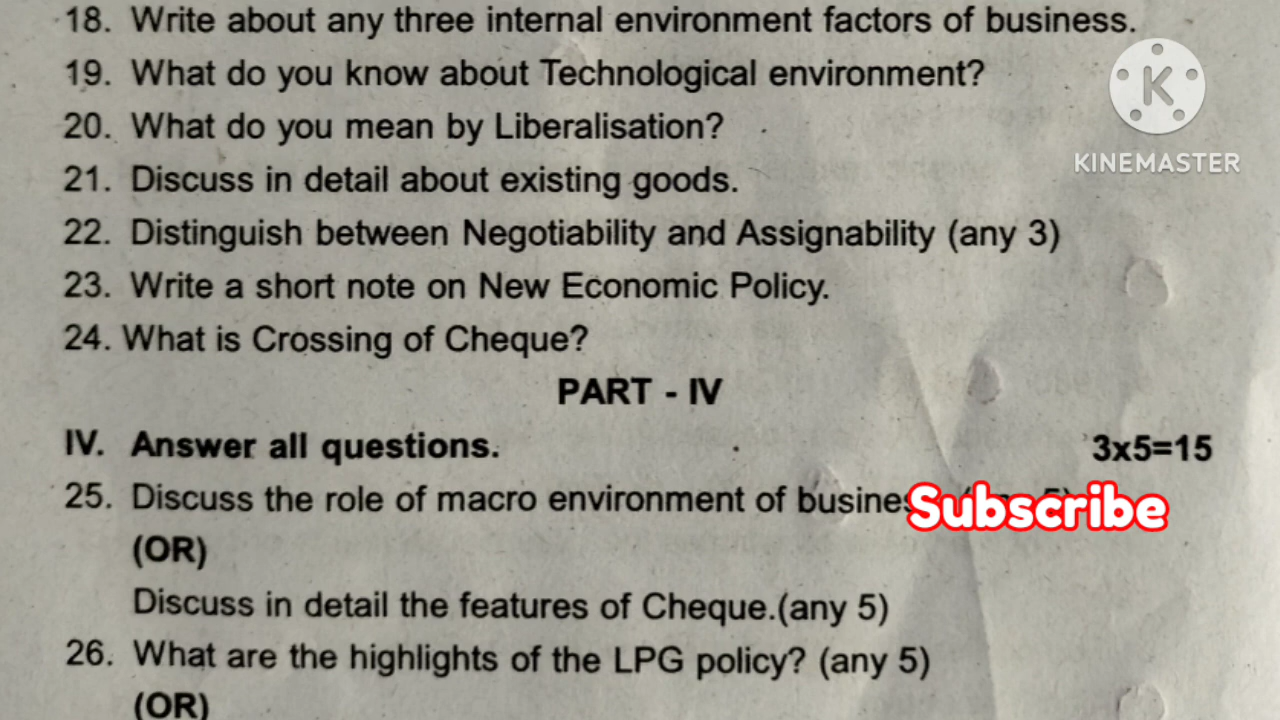 18. Write about any three internal environment factors of business.
19. What do you know about Technological environment?
KINEMASTER
20. What do you mean by Liberalisation?
21. Discuss in detail about existing goods.
22. Distinguish between Negotiability and Assignability (any 3)
23. Write a short note on New Economic Policy.
24. What is Crossing of Cheque?
PART - IV
IV. Answer all questions. 3x5=15
25. Discuss the role of macro environment of
Subscribe
(OR)
Discuss in detail the features of Cheque.(any 5)
26. What are the highlights of the LPG policy? (any 5)
(OR)